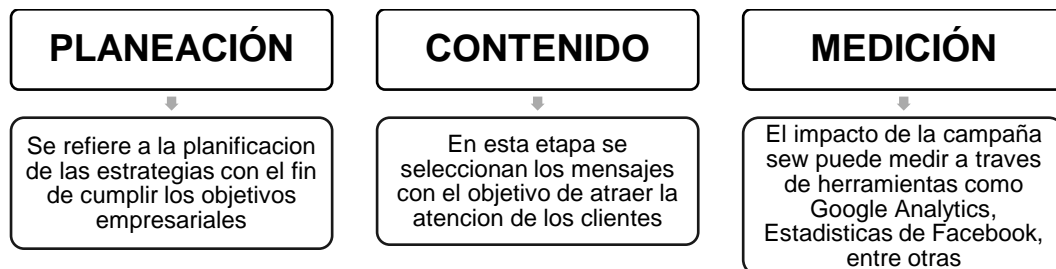 PLANEACIÓN
Se refiere a la planificacion
de las estrategias con el fin
de cumplir los objetivos
empresariales
CONTENIDO
En esta etapa se
seleccionan los mensajes
con el objetivo de atraer la
atencion de los clientes
MEDICIÓN
El impacto de la campaña
sew puede medir a traves
de herramientas como
Google Analytics,
Estadisticas de Facebook,
entre otras